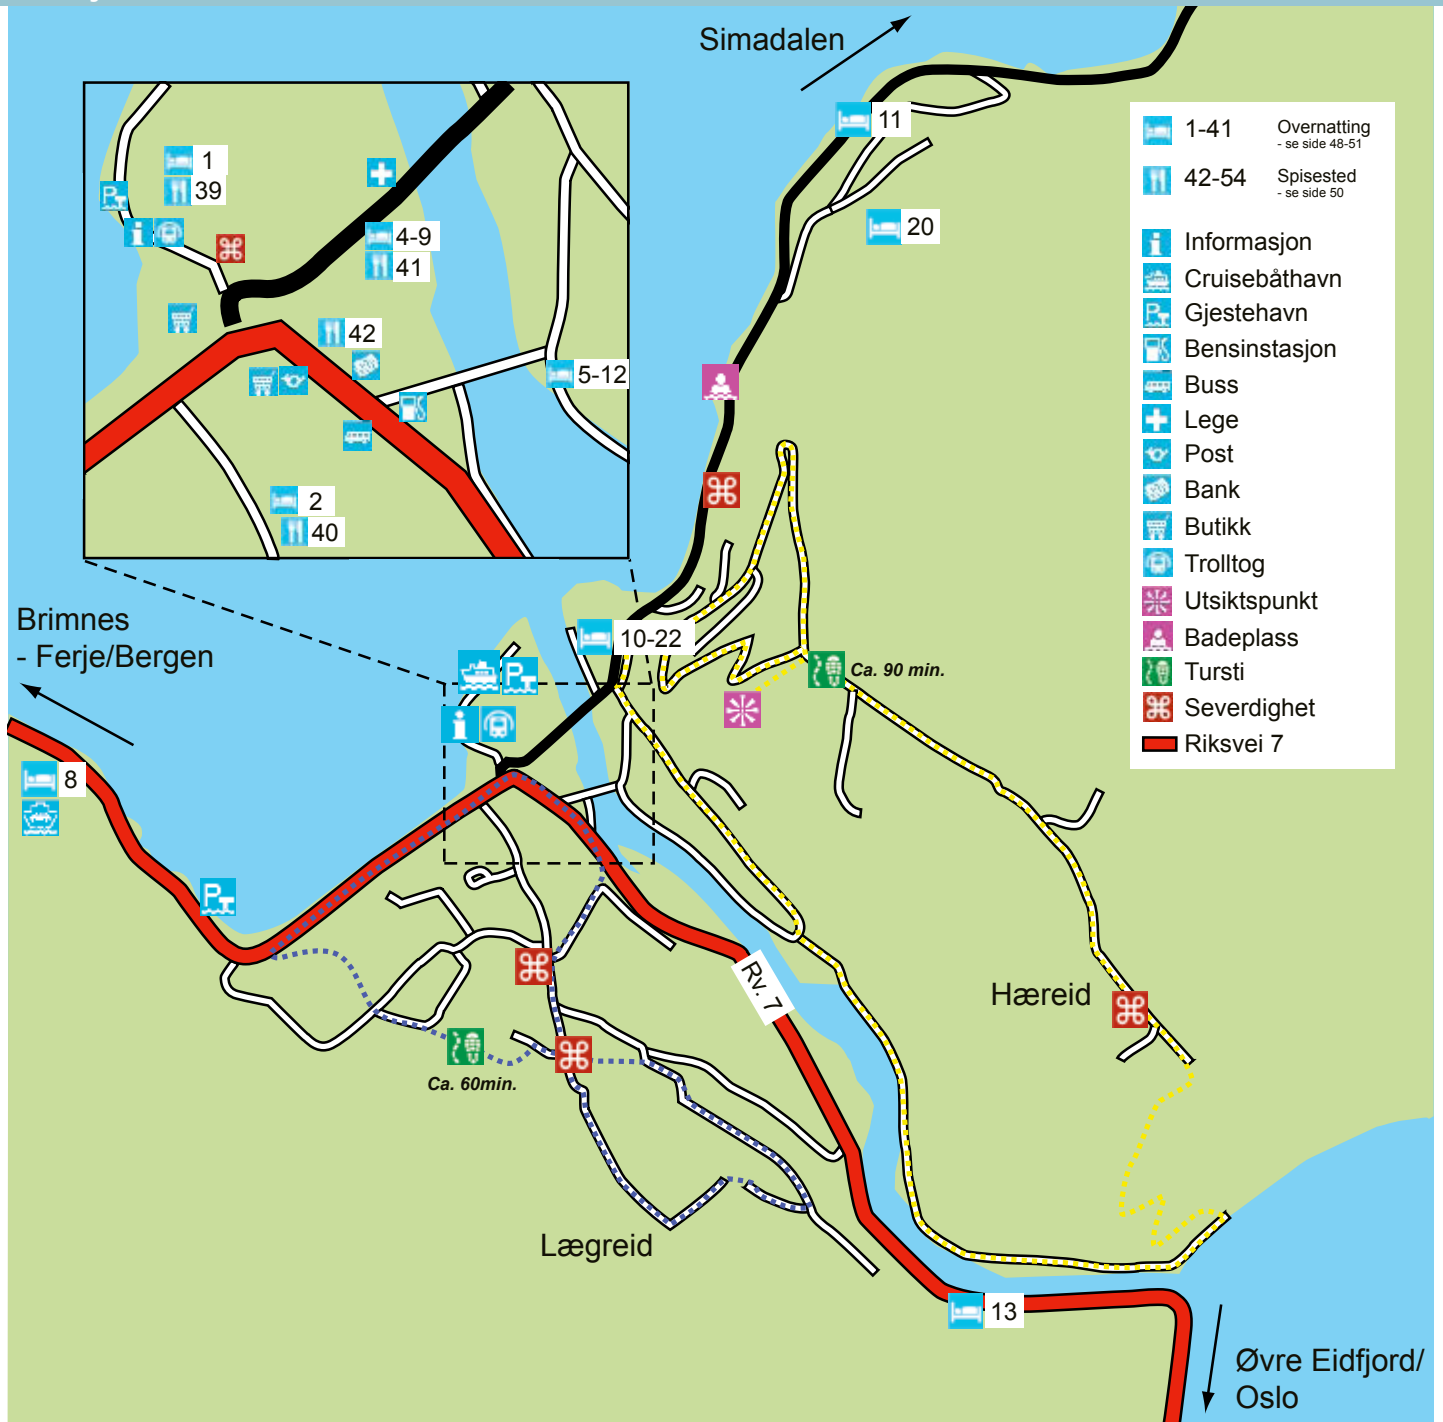 Simadalen
11
20
1
39
4-9
41
42
5-12
2
40
1-41
Overnatting
- se side 48-51
42-54
Spisested
- se side 50
Informasjon
Cruisebåthavn
Gjestehavn
Bensinstasjon
Buss
Lege
Post
Bank
Butikk
Trolltog
Utsiktspunkt
Badeplass
Tursti
Severdighet
Riksvei 7
Brimnes
- Ferje/Bergen
10-22
Ca. 90 min.
8
Rv. 7
Hæreid
Ca. 60min.
Lægreid
13
Øvre Eidfjord/
Oslo